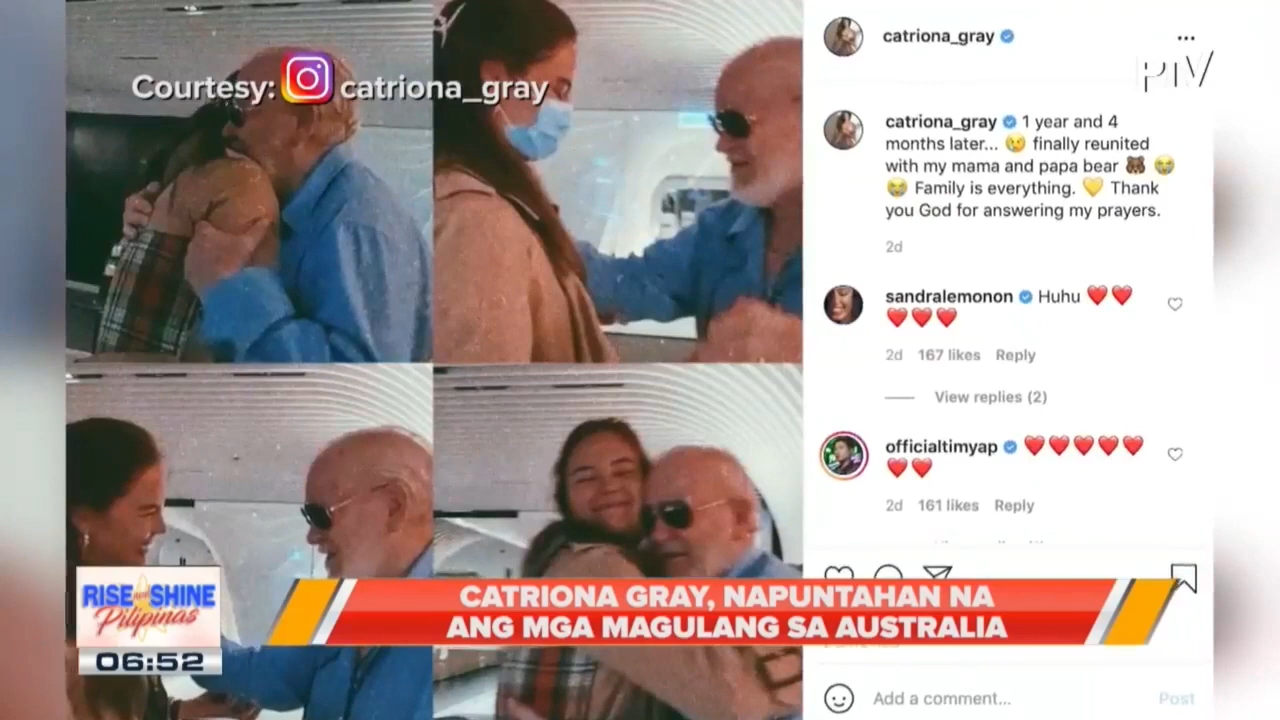 Courtesy: catriona_gray
catriona_gray
...
PTV
catriona_gray 1 year and 4
months later... 😢 finally reunited
with my mama and papa bear 🐻 😭
😭 Family is everything. 💛 Thank
you God for answering my prayers.
2d
sandralemonon Huhu ❤️❤️
❤️❤️❤️
2d 167 likes Reply
View replies (2)
officialtimyap ❤️❤️❤️❤️❤️
❤️❤️
2d 161 likes Reply
RISE and SHINE
Pilipinas
06:52
CATRIONA GRAY, NAPUNTAHAN NA
ANG MGA MAGULANG SA AUSTRALIA
Add a comment... Post